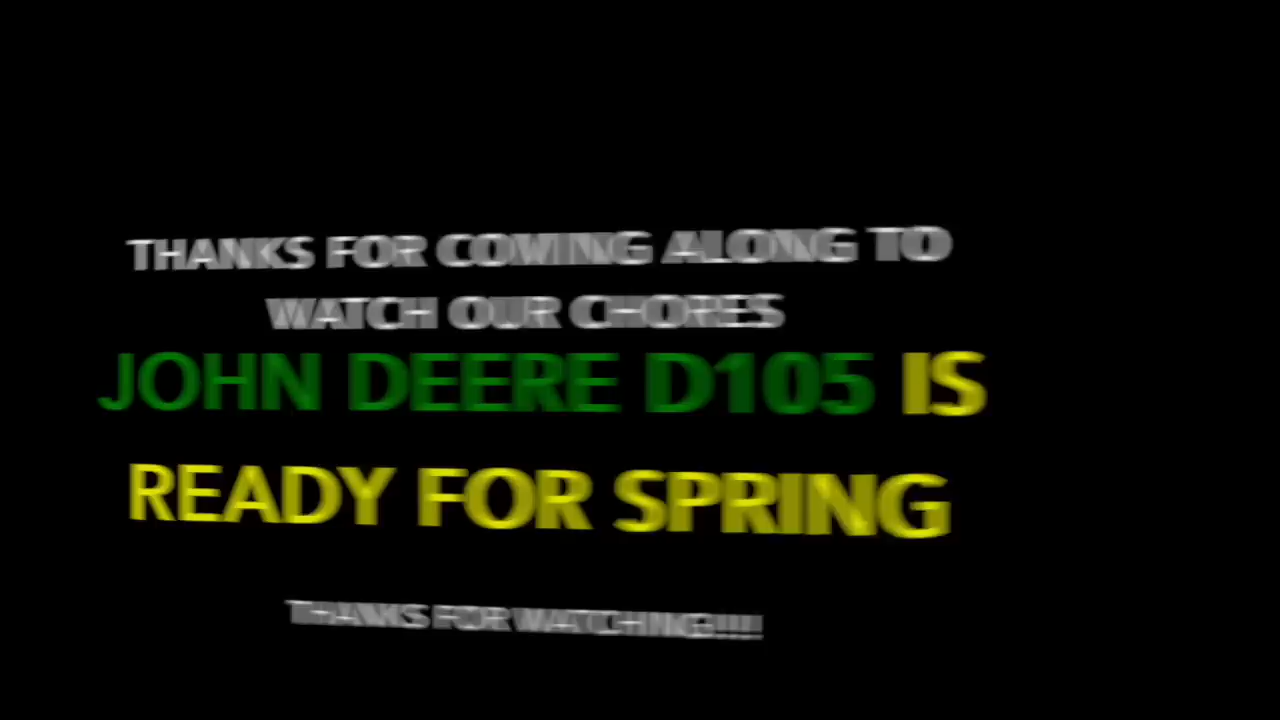 THANKS FOR COMING ALONG TO
WATCH OUR CHORES
JOHN DEERE D105 IS
READY FOR SPRING
THANKS FOR WATCHING!!!!